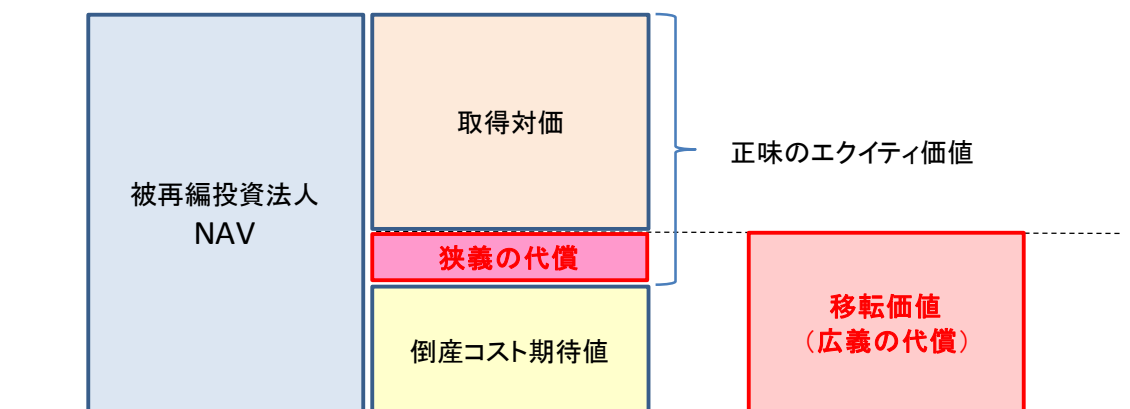 被再編投資法人
NAV
取得対価
狭義の代償
倒産コスト期待値
正味のエクイティ価値
移転価値
（広義の代償）